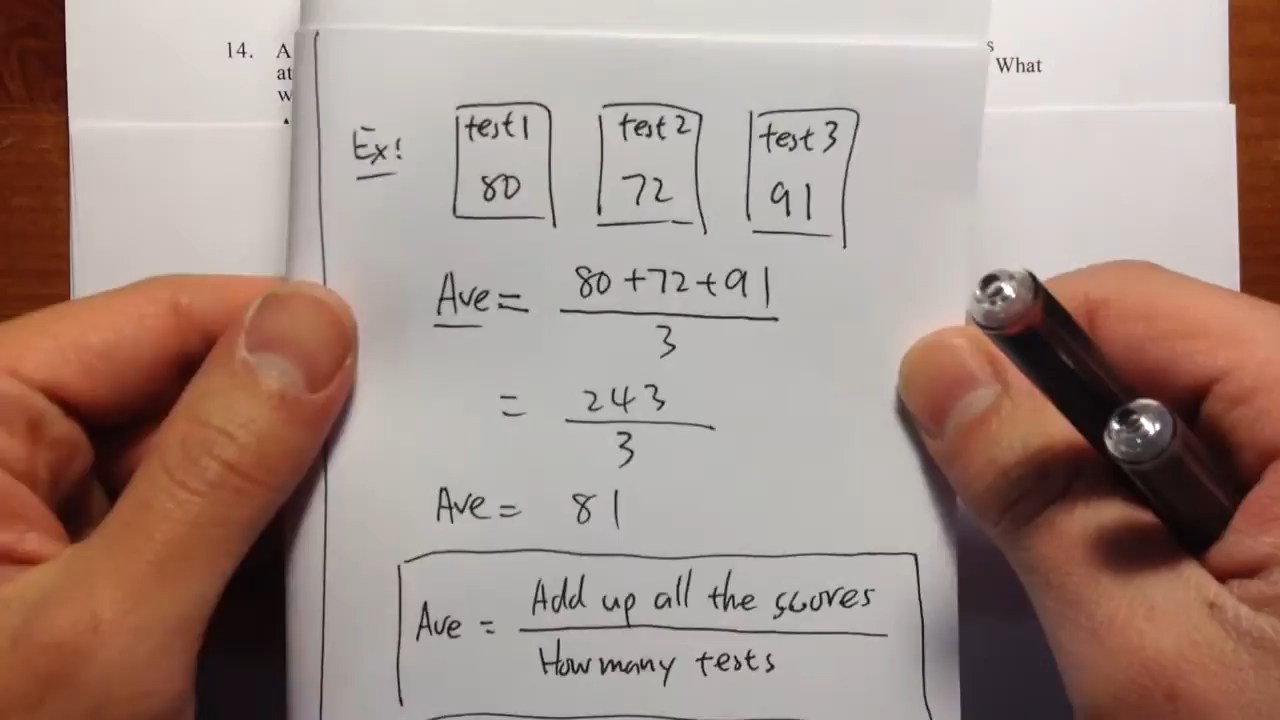 14. A
at
w
s
What
Ex:
test 1
80
test 2
72
test 3
91
Ave = 80+72+91
3
= 243
3
Ave = 81
Ave = Add up all the scores
How many tests